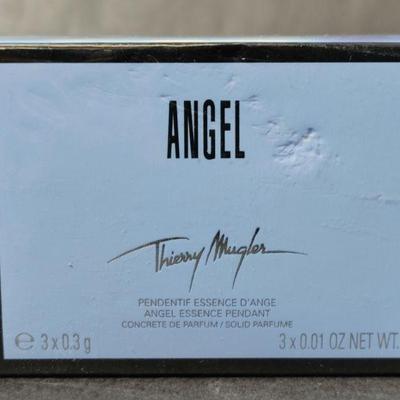 ANGEL
Thierry Mugler
PENDENTIF ESSENCE D'ANGE
ANGEL ESSENCE PENDANT
CONCRETE DE PARFUM / SOLID PARFUME
℮ 3 x 0.3 g 3 x 0.01 OZ NET WT.